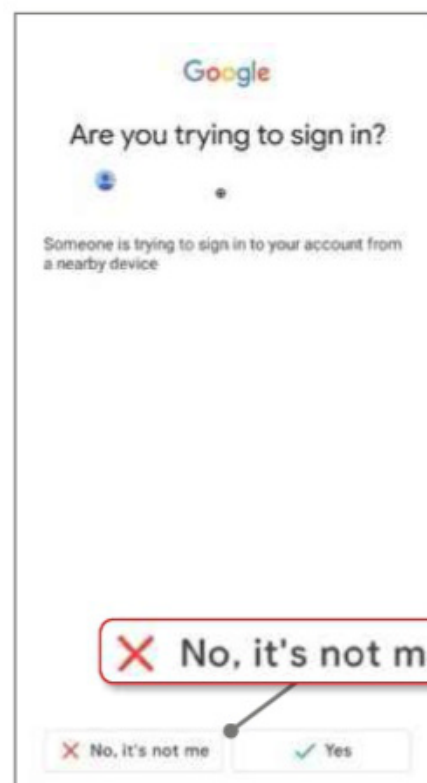 Google
Are you trying to sign in?
Someone is trying to sign in to your account from
a nearby device
No, it's not m
No, it's not me
Yes